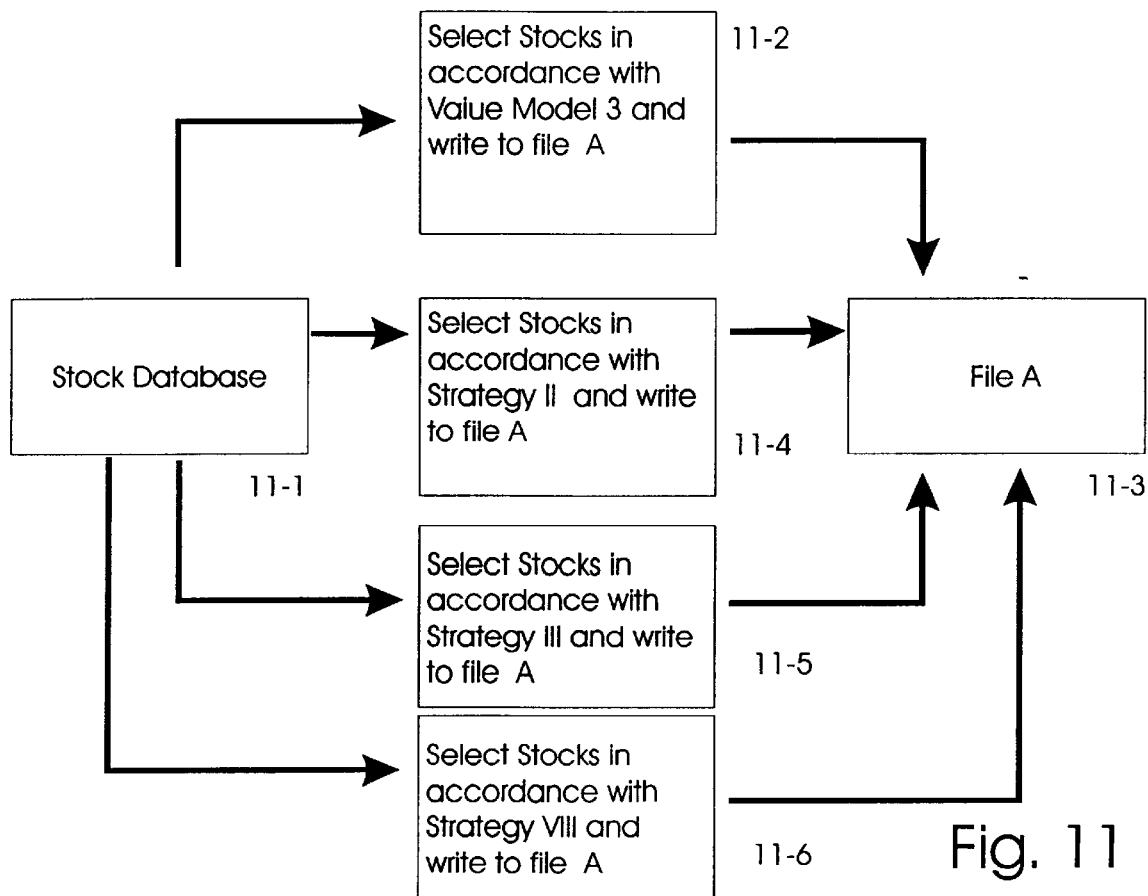 Select Stocks in
accordance with
Value Model 3 and
write to file A
11-2
Stock Database
11-1
Select Stocks in
accordance with
Strategy II and write
to file A
11-4
File A
11-3
Select Stocks in
accordance with
Strategy III and write
to file A
11-5
Select Stocks in
accordance with
Strategy VIII and
write to file A
11-6
Fig. 11